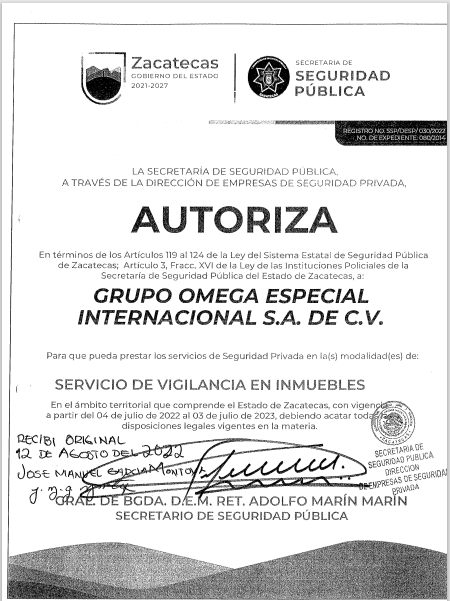 Zacatecas
GOBIERNO DEL ESTADO
2021-2027
SECRETARÍA DE
SEGURIDAD
PÚBLICA
REGISTRO NO. SSP/DESP/ 030/2022
NO. DE EXPEDIENTE: 080/2014
LA SECRETARÍA DE SEGURIDAD PÚBLICA,
A TRAVÉS DE LA DIRECCIÓN DE EMPRESAS DE SEGURIDAD PRIVADA,
AUTORIZA
En términos de los Artículos 119 al 124 de la Ley del Sistema Estatal de Seguridad Pública
de Zacatecas; Artículo 3, Fracc. XVI de la Ley de las Instituciones Policiales de la
Secretaría de Seguridad Pública del Estado de Zacatecas, a:
GRUPO OMEGA ESPECIAL
INTERNACIONAL S.A. DE C.V.
Para que pueda prestar los servicios de Seguridad Privada en la(s) modalidad(es) de:
SERVICIO DE VIGILANCIA EN INMUEBLES
En el ámbito territorial que comprende el Estado de Zacatecas, con vigencia
a partir del 04 de julio de 2022 al 03 de julio de 2023, debiendo acatar todas las
disposiciones legales vigentes en la materia.
RECIBI ORIGINAL
12 DE AGOSTO DEL 2022
JOSE MANUEL GARCIA MONTOYA
SECRETARIA DE
SEGURIDAD PUBLICA
DIRECCION
DE EMPRESAS DE SEGURIDAD
PRIVADA
GRAL. DE BGDA. D.E.M. RET. ADOLFO MARÍN MARÍN
SECRETARIO DE SEGURIDAD PÚBLICA